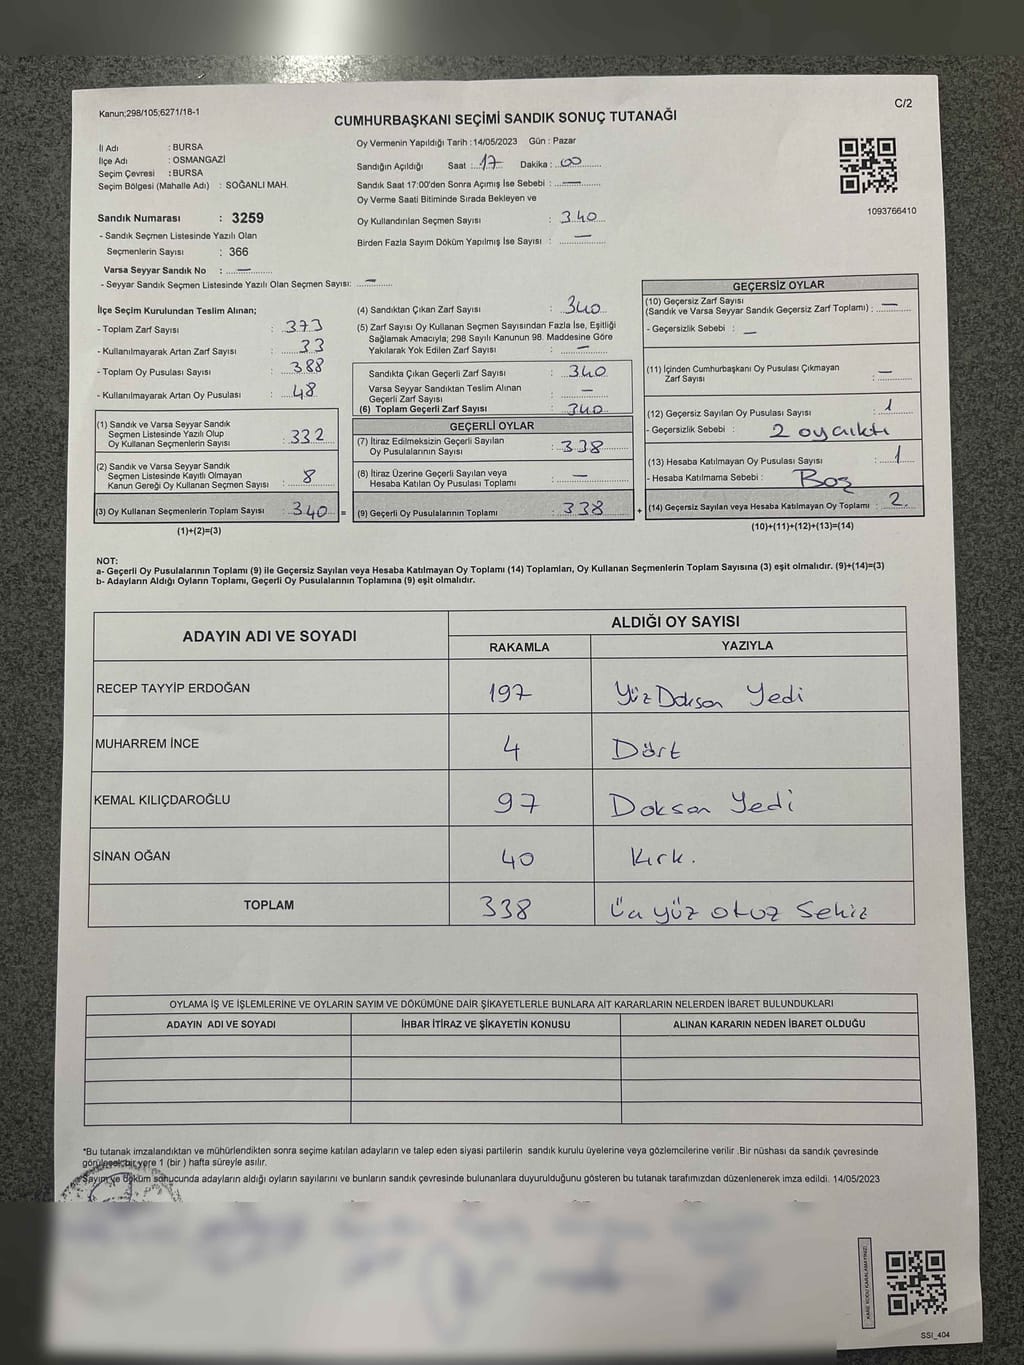 Kanun;298/105;6271/18-1
C/2
CUMHURBAŞKANI SEÇİMİ SANDIK SONUÇ TUTANAĞI
İl Adı : BURSA
İlçe Adı : OSMANGAZİ
Seçim Çevresi : BURSA
Seçim Bölgesi (Mahalle Adı) : SOĞANLI MAH.
Sandık Numarası : 3259
- Sandık Seçmen Listesinde Yazılı Olan
Seçmenlerin Sayısı : 366
Varsa Seyyar Sandık No : —
- Seyyar Sandık Seçmen Listesinde Yazılı Olan Seçmen Sayısı: —
Oy Vermenin Yapıldığı Tarih :14/05/2023 Gün : Pazar
Sandığın Açıldığı Saat : 17 Dakika : 00
Sandık Saat 17:00'den Sonra Açımış İse Sebebi : —
Oy Verme Saati Bitiminde Sırada Bekleyen ve
Oy Kullandırılan Seçmen Sayısı : 340
Birden Fazla Sayım Döküm Yapılmış İse Sayısı : —
1093766410
İlçe Seçim Kurulundan Teslim Alınan;
- Toplam Zarf Sayısı : 373
- Kullanılmayarak Artan Zarf Sayısı : 33
- Toplam Oy Pusulası Sayısı : 388
- Kullanılmayarak Artan Oy Pusulası : 48
(1) Sandık ve Varsa Seyyar Sandık
Seçmen Listesinde Yazılı Olup
Oy Kullanan Seçmenlerin Sayısı : 332
(2) Sandık ve Varsa Seyyar Sandık
Seçmen Listesinde Kayıtlı Olmayan
Kanun Gereği Oy Kullanan Seçmen Sayısı : 8
(3) Oy Kullanan Seçmenlerin Toplam Sayısı : 340 =
(1)+(2)=(3)
(4) Sandıktan Çıkan Zarf Sayısı : 340
(5) Zarf Sayısı Oy Kullanan Seçmen Sayısından Fazla İse, Eşitliği
Sağlamak Amacıyla; 298 Sayılı Kanunun 98. Maddesine Göre
Yakılarak Yok Edilen Zarf Sayısı : —
Sandıkta Çıkan Geçerli Zarf Sayısı : 340
Varsa Seyyar Sandıktan Teslim Alınan
Geçerli Zarf Sayısı : —
(6) Toplam Geçerli Zarf Sayısı : 340
GEÇERLİ OYLAR
(7) İtiraz Edilmeksizin Geçerli Sayılan
Oy Pusulalarının Sayısı : 338
(8) İtiraz Üzerine Geçerli Sayılan veya
Hesaba Katılan Oy Pusulası Toplamı : —
(9) Geçerli Oy Pusulalarının Toplamı : 338 +
GEÇERSİZ OYLAR
(10) Geçersiz Zarf Sayısı
(Sandık ve Varsa Seyyar Sandık Geçersiz Zarf Toplamı) : —
- Geçersizlik Sebebi : —
(11) İçinden Cumhurbaşkanı Oy Pusulası Çıkmayan
Zarf Sayısı : —
(12) Geçersiz Sayılan Oy Pusulası Sayısı : 1
- Geçersizlik Sebebi : 2 oy çıktı
(13) Hesaba Katılmayan Oy Pusulası Sayısı : 1
- Hesaba Katılmama Sebebi : Boş
(14) Geçersiz Sayılan veya Hesaba Katılmayan Oy Toplamı : 2
(10)+(11)+(12)+(13)=(14)
NOT:
a- Geçerli Oy Pusulalarının Toplamı (9) ile Geçersiz Sayılan veya Hesaba Katılmayan Oy Toplamı (14) Toplamları, Oy Kullanan Seçmenlerin Toplam Sayısına (3) eşit olmalıdır. (9)+(14)=(3)
b- Adayların Aldığı Oyların Toplamı, Geçerli Oy Pusulalarının Toplamına (9) eşit olmalıdır.
ADAYIN ADI VE SOYADI
ALDIĞI OY SAYISI
RAKAMLA YAZIYLA
RECEP TAYYİP ERDOĞAN 197 Yüz Doksan Yedi
MUHARREM İNCE 4 Dört
KEMAL KILIÇDAROĞLU 97 Doksan Yedi
SİNAN OĞAN 40 Kırk.
TOPLAM 338 Üç yüz otuz Sekiz
OYLAMA İŞ VE İŞLEMLERİNE VE OYLARIN SAYIM VE DÖKÜMÜNE DAİR ŞİKAYETLERLE BUNLARA AİT KARARLARIN NELERDEN İBARET BULUNDUKLARI
ADAYIN ADI VE SOYADI İHBAR İTİRAZ VE ŞİKAYETİN KONUSU ALINAN KARARIN NEDEN İBARET OLDUĞU
*Bu tutanak imzalandıktan ve mühürlendikten sonra seçime katılan adayların ve talep eden siyasi partilerin sandık kurulu üyelerine veya gözlemcilerine verilir .Bir nüshası da sandık çevresinde
görülecek bir yere 1 (bir ) hafta süreyle asılır.
*Sayım ve döküm sonucunda adayların aldığı oyların sayılarını ve bunların sandık çevresinde bulunanlara duyurulduğunu gösteren bu tutanak tarafımızdan düzenlenerek imza edildi. 14/05/2023
KARE KODU KARALAMAYINIZ!
SSI_404